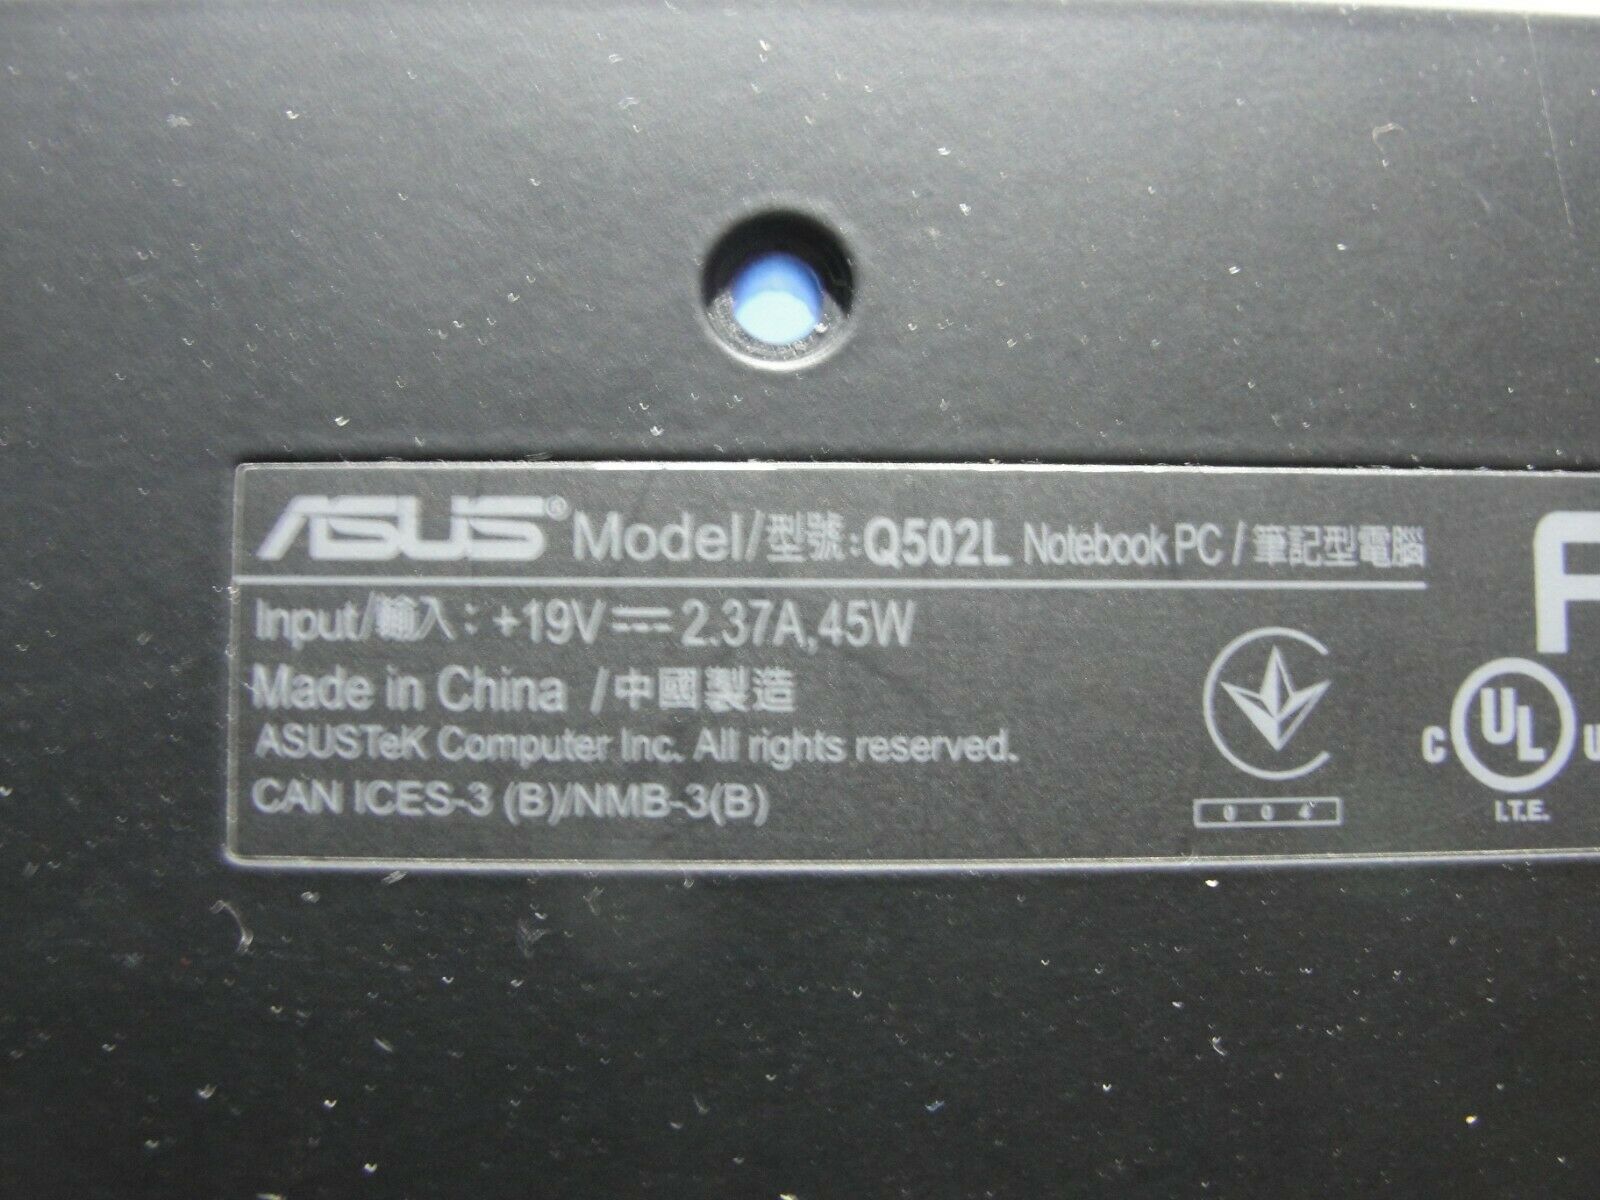 ASUS® Model/型號:Q502L Notebook PC / 筆記型電腦
Input/輸入: +19V⎓2.37A,45W
Made in China /中國製造
ASUSTeK Computer Inc. All rights reserved.
CAN ICES-3 (B)/NMB-3(B)
004
F
C UL U
I.T.E.